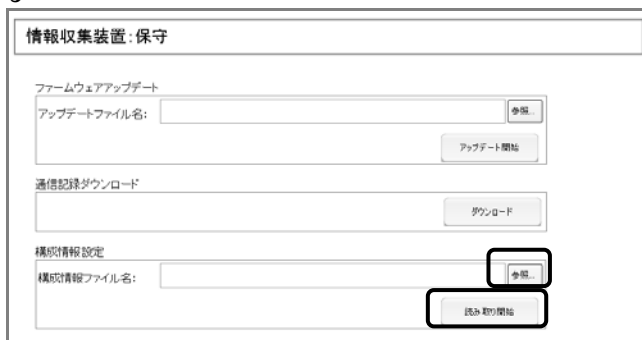 情報収集装置:保守
ファームウェアアップデート
アップデートファイル名: 参照...
アップデート開始
通信記録ダウンロード
ダウンロード
構成情報設定
構成情報ファイル名: 参照...
読み取り開始